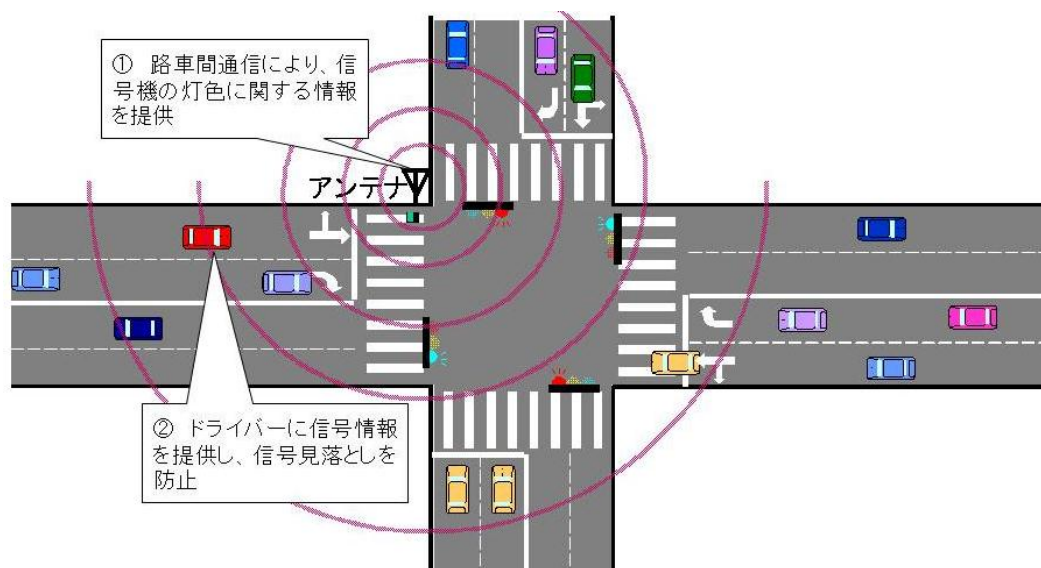 ① 路車間通信により、信
号機の灯色に関する情報
を提供
アンテナ
② ドライバーに信号情報
を提供し、信号見落としを
防止